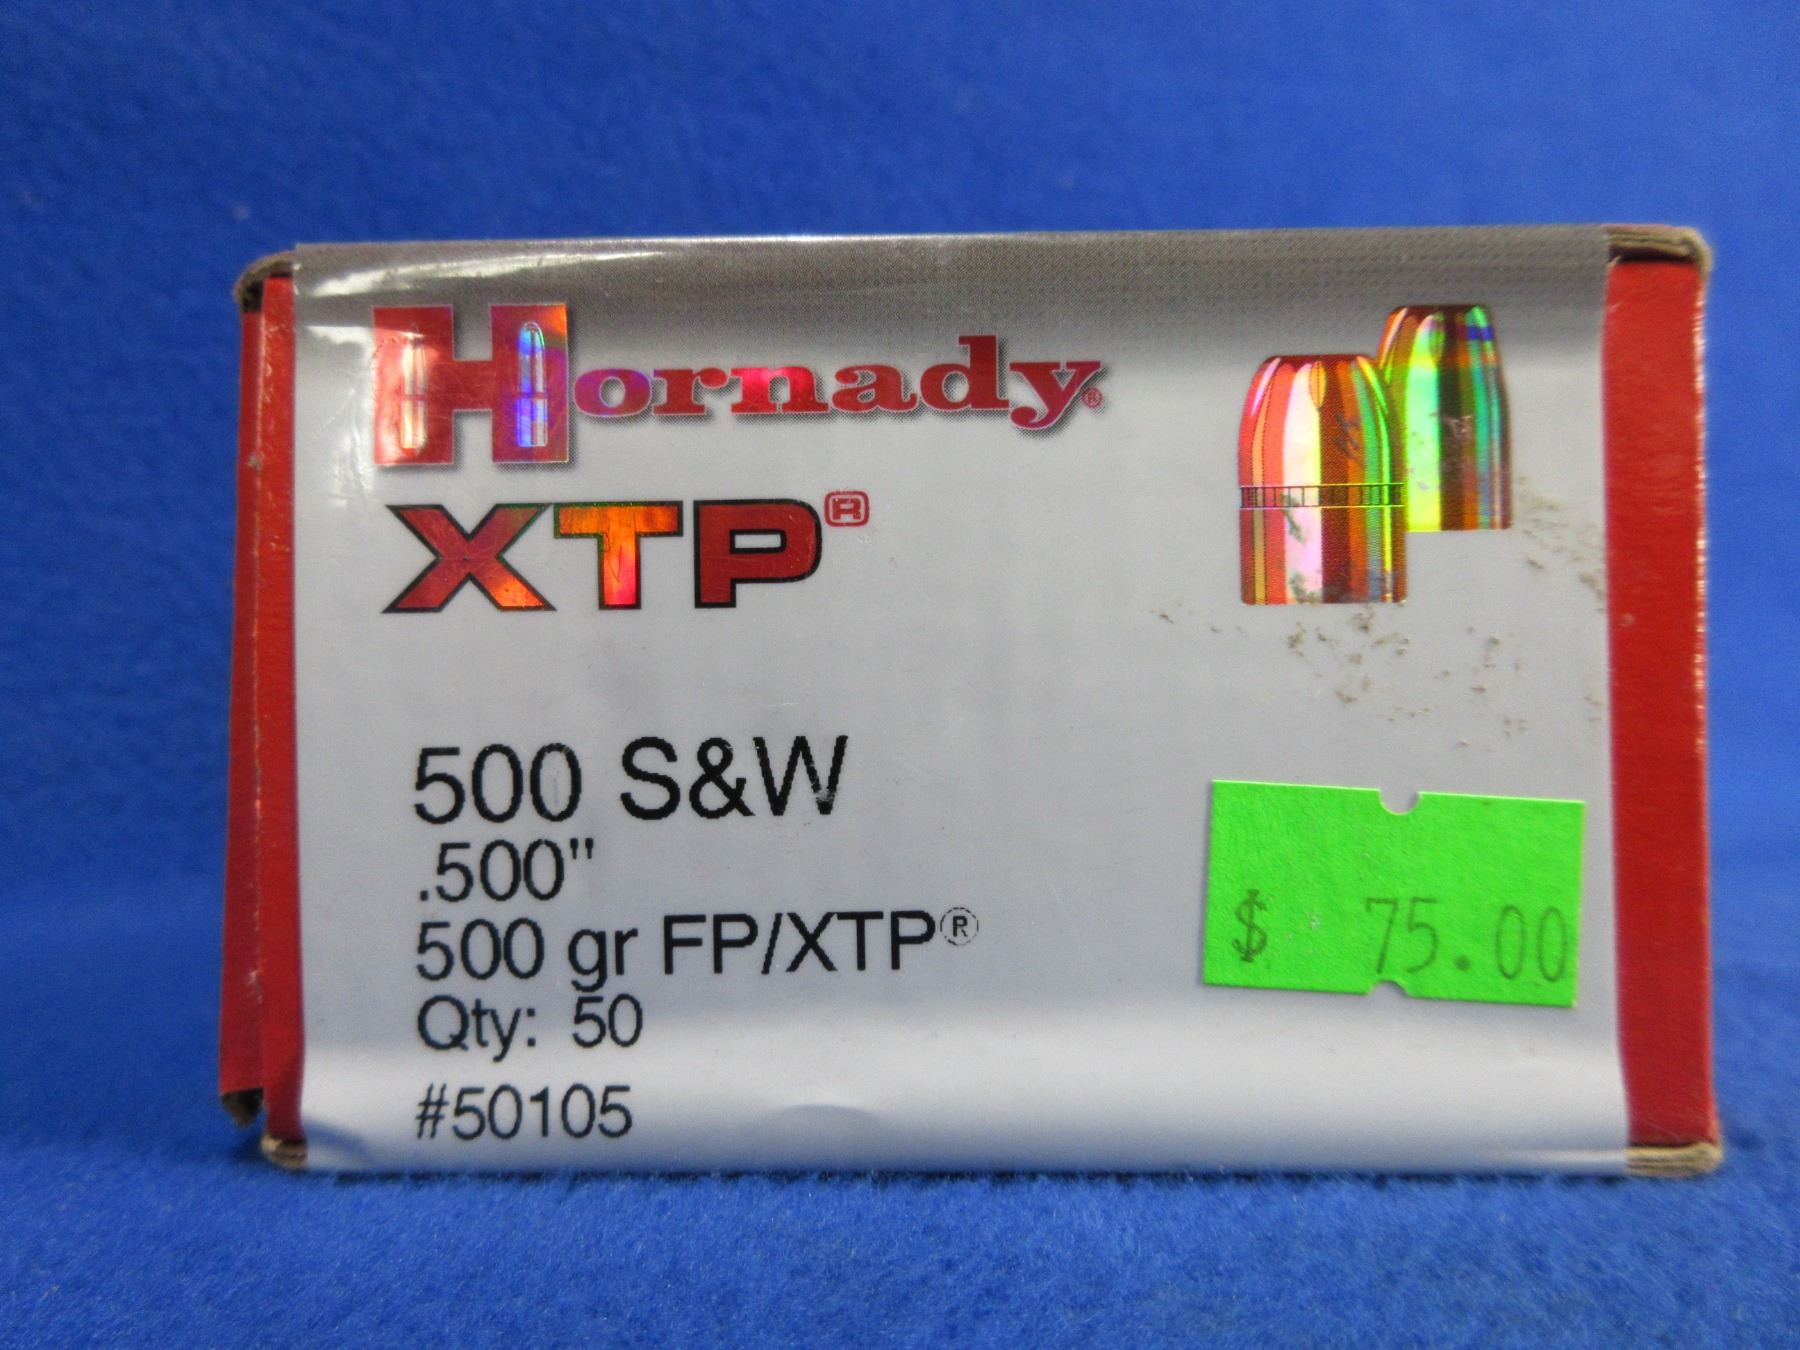 Hornady®
XTP®
500 S&W
.500"
500 gr FP/XTP®
Qty: 50
#50105
$ 75.00